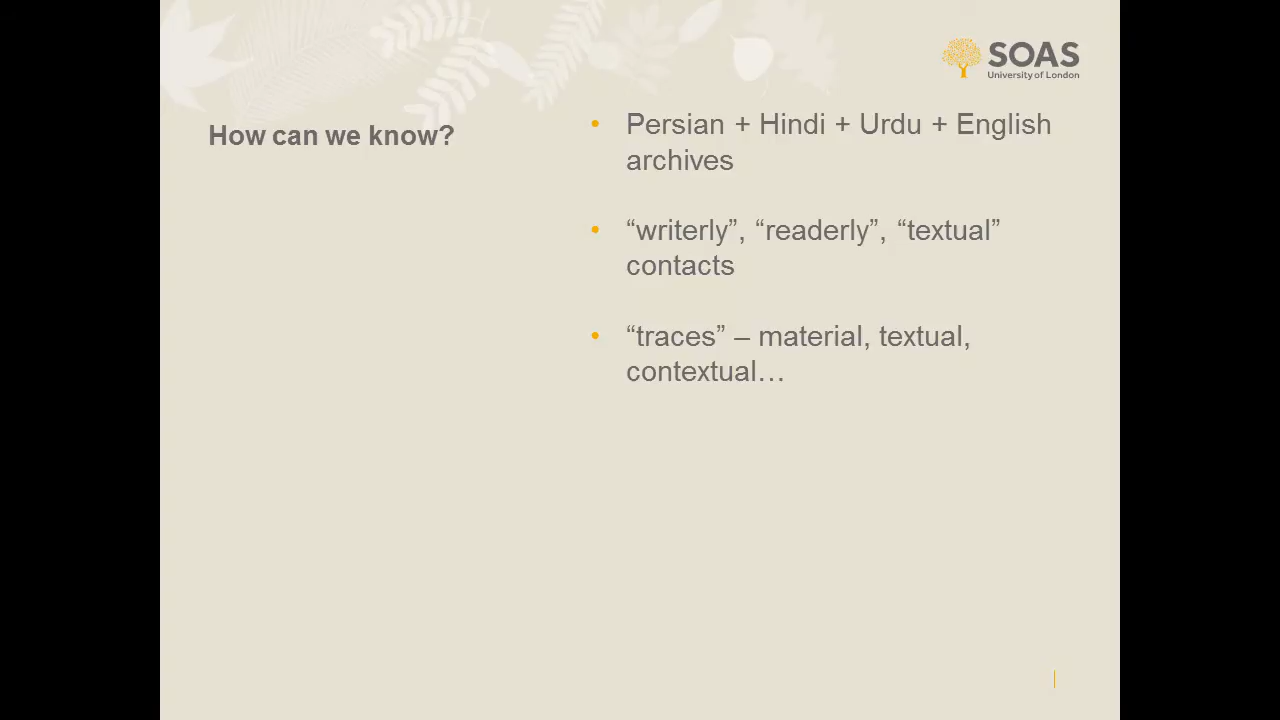 SOAS
University of London
How can we know?
• Persian + Hindi + Urdu + English
archives
• “writerly”, “readerly”, “textual”
contacts
• “traces” – material, textual,
contextual…